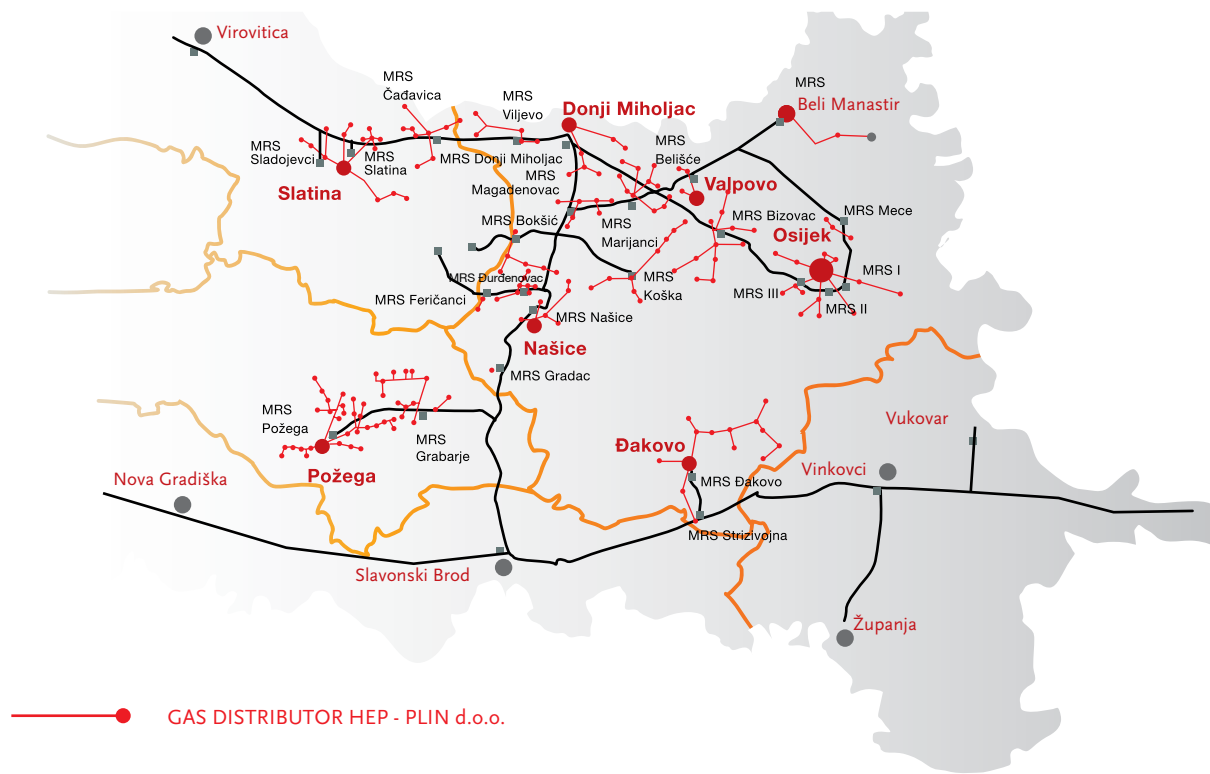 Virovitica
MRS
Čađavica
MRS
Viljevo
Donji Miholjac
MRS
Beli Manastir
MRS
Sladojevci
MRS
Slatina
MRS Donji Miholjac
MRS
Belišće
MRS
Magadenovac
Slatina
Valpovo
MRS Bokšić
MRS
Marijanci
MRS Bizovac
MRS Mece
Osijek
MRS Đurđenovac
MRS
Koška
MRS I
MRS III
MRS II
MRS Feričanci
MRS Našice
Našice
MRS Gradac
MRS
Požega
MRS
Grabarje
Požega
Đakovo
Vukovar
Vinkovci
Nova Gradiška
MRS Đakovo
MRS Strizivojna
Slavonski Brod
Županja
GAS DISTRIBUTOR HEP - PLIN d.o.o.